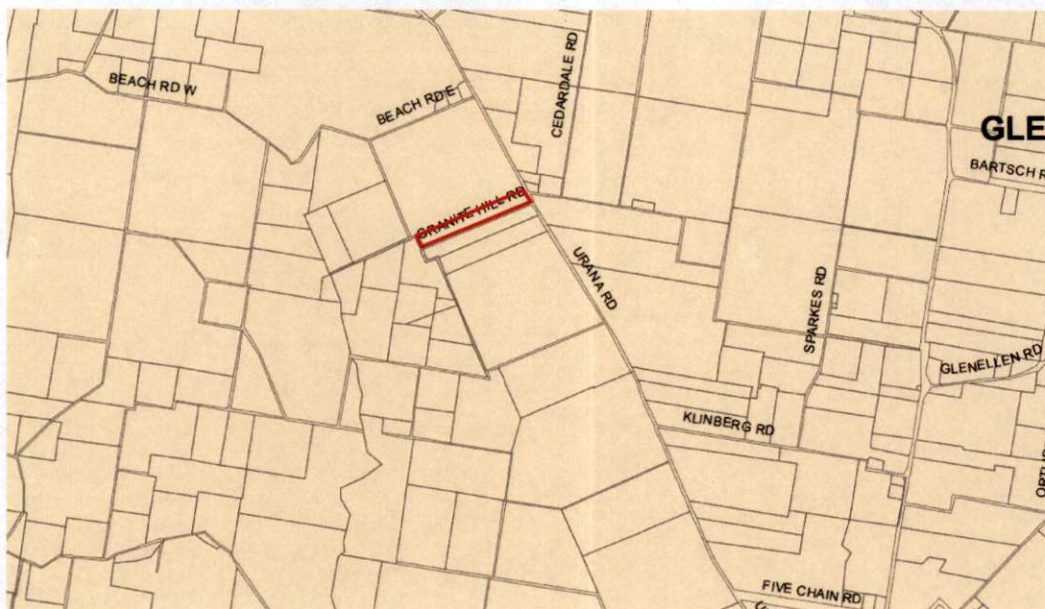 CEDARDALE RD
BEACH RD W
BEACH RD E
GLE
BARTSCH R
GRANITE HILL RD
URANA RD
SPARKES RD
GLENELLEN RD
KLINBERG RD
FIVE CHAIN RD